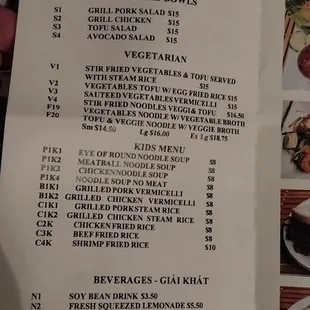 BOWLS
S1 GRILL PORK SALAD $15
S2 GRILL CHICKEN $15
S3 TOFU SALAD $15
S4 AVOCADO SALAD $15
VEGETARIAN
V1 STIR FRIED VEGETABLES & TOFU SERVED
WITH STEAM RICE $15
V2 VEGETABLES TOFU W/EGG FRIED RICE $15
V3 SAUTEED VEGETABLES VERMICELLI $15
V4 STIR FRIED NOODLES VEGGI & TOFU $16.50
F19 VEGETABLES NOODLE W/VEGETABLE BROTH
F20 TOFU & VEGGIE NOODLE W/VEGGIE BROTH
Sm $14.50 Lg $16.00 Ex Lg $18.75
KIDS MENU
P1K1 EYE OF ROUND NOODLE SOUP $8
P1K2 MEATBALL NOODLE SOUP $8
P1K3 CHICKEN NOODLE SOUP $8
P1K4 NOODLE SOUP NO MEAT $8
B1K1 GRILLED PORK VERMICELLI $8
B1K2 GRILLED CHICKEN VERMICELLI $8
C1K1 GRILLED PORK STEAM RICE $8
C1K2 GRILLED CHICKEN STEAM RICE $8
C2K CHICKEN FRIED RICE $8
C3K BEEF FRIED RICE $8
C4K SHRIMP FRIED RICE $10
BEVERAGES - GIẢI KHÁT
N1 SOY BEAN DRINK $3.50
N2 FRESH SQUEEZED LEMONADE $5.50